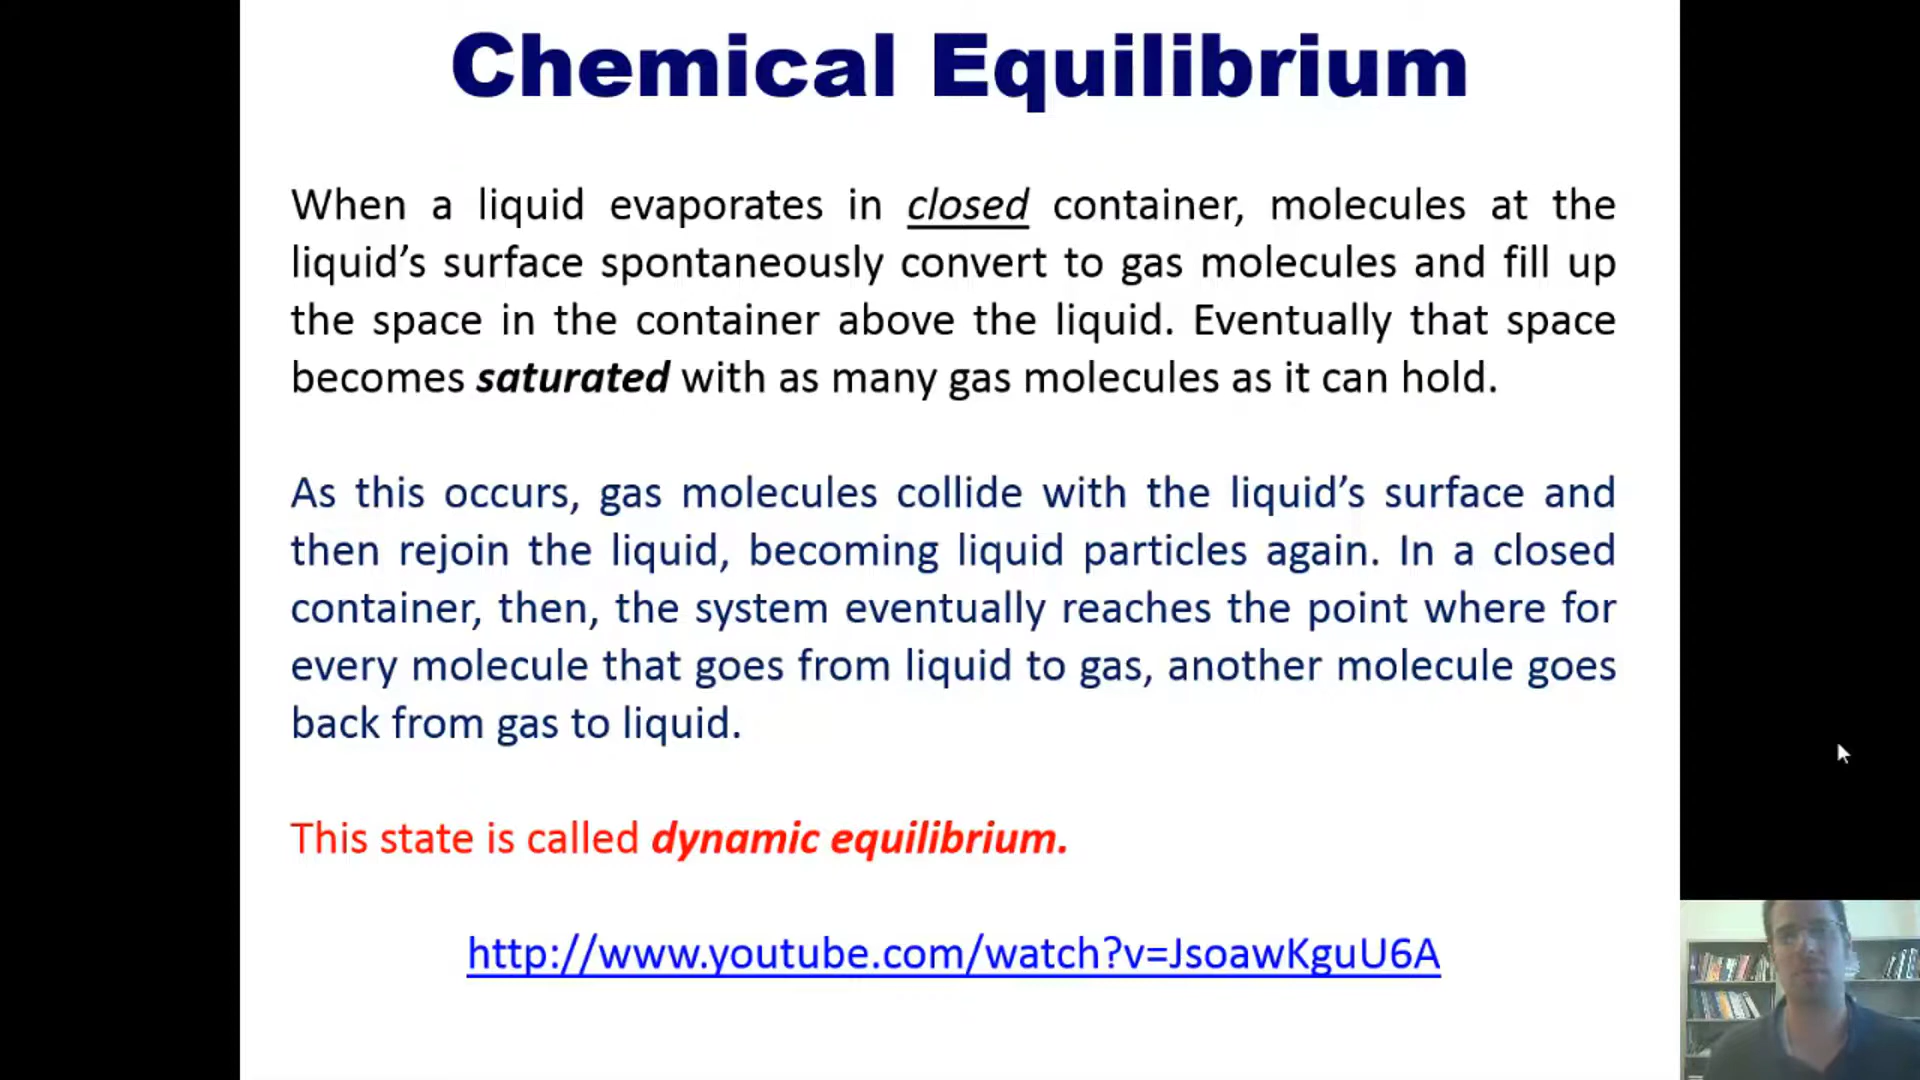 Chemical Equilibrium
When a liquid evaporates in closed container, molecules at the
liquid’s surface spontaneously convert to gas molecules and fill up
the space in the container above the liquid. Eventually that space
becomes saturated with as many gas molecules as it can hold.
As this occurs, gas molecules collide with the liquid’s surface and
then rejoin the liquid, becoming liquid particles again. In a closed
container, then, the system eventually reaches the point where for
every molecule that goes from liquid to gas, another molecule goes
back from gas to liquid.
This state is called dynamic equilibrium.
http://www.youtube.com/watch?v=JsoawKguU6A